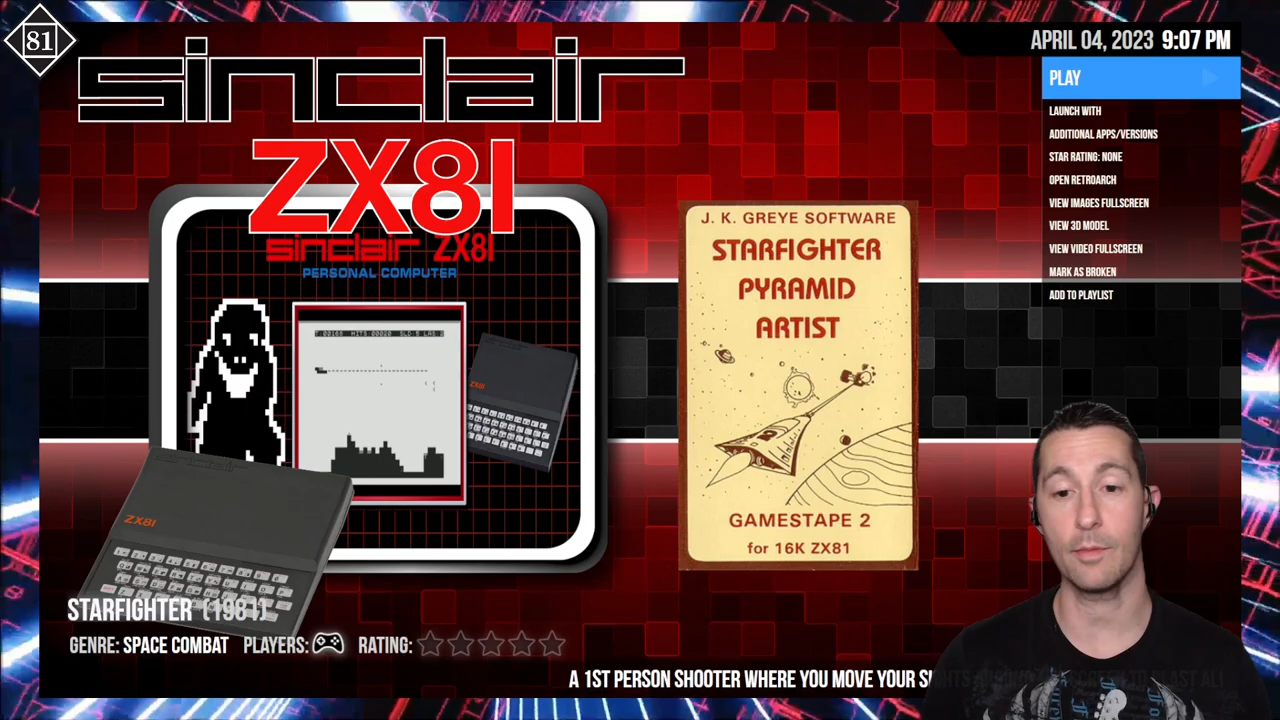 81
sinclair
ZX81
sinclair ZX81
PERSONAL COMPUTER
ZX81
ZX81
APRIL 04, 2023 9:07 PM
PLAY
LAUNCH WITH
ADDITIONAL APPS/VERSIONS
STAR RATING: NONE
OPEN RETROARCH
VIEW IMAGES FULLSCREEN
VIEW 3D MODEL
VIEW VIDEO FULLSCREEN
MARK AS BROKEN
ADD TO PLAYLIST
J. K. GREYE SOFTWARE
STARFIGHTER
PYRAMID
ARTIST
GAMESTAPE 2
for 16K ZX81
STARFIGHTER (1981)
GENRE: SPACE COMBAT PLAYERS: RATING:
A 1ST PERSON SHOOTER WHERE YOU MOVE YOUR